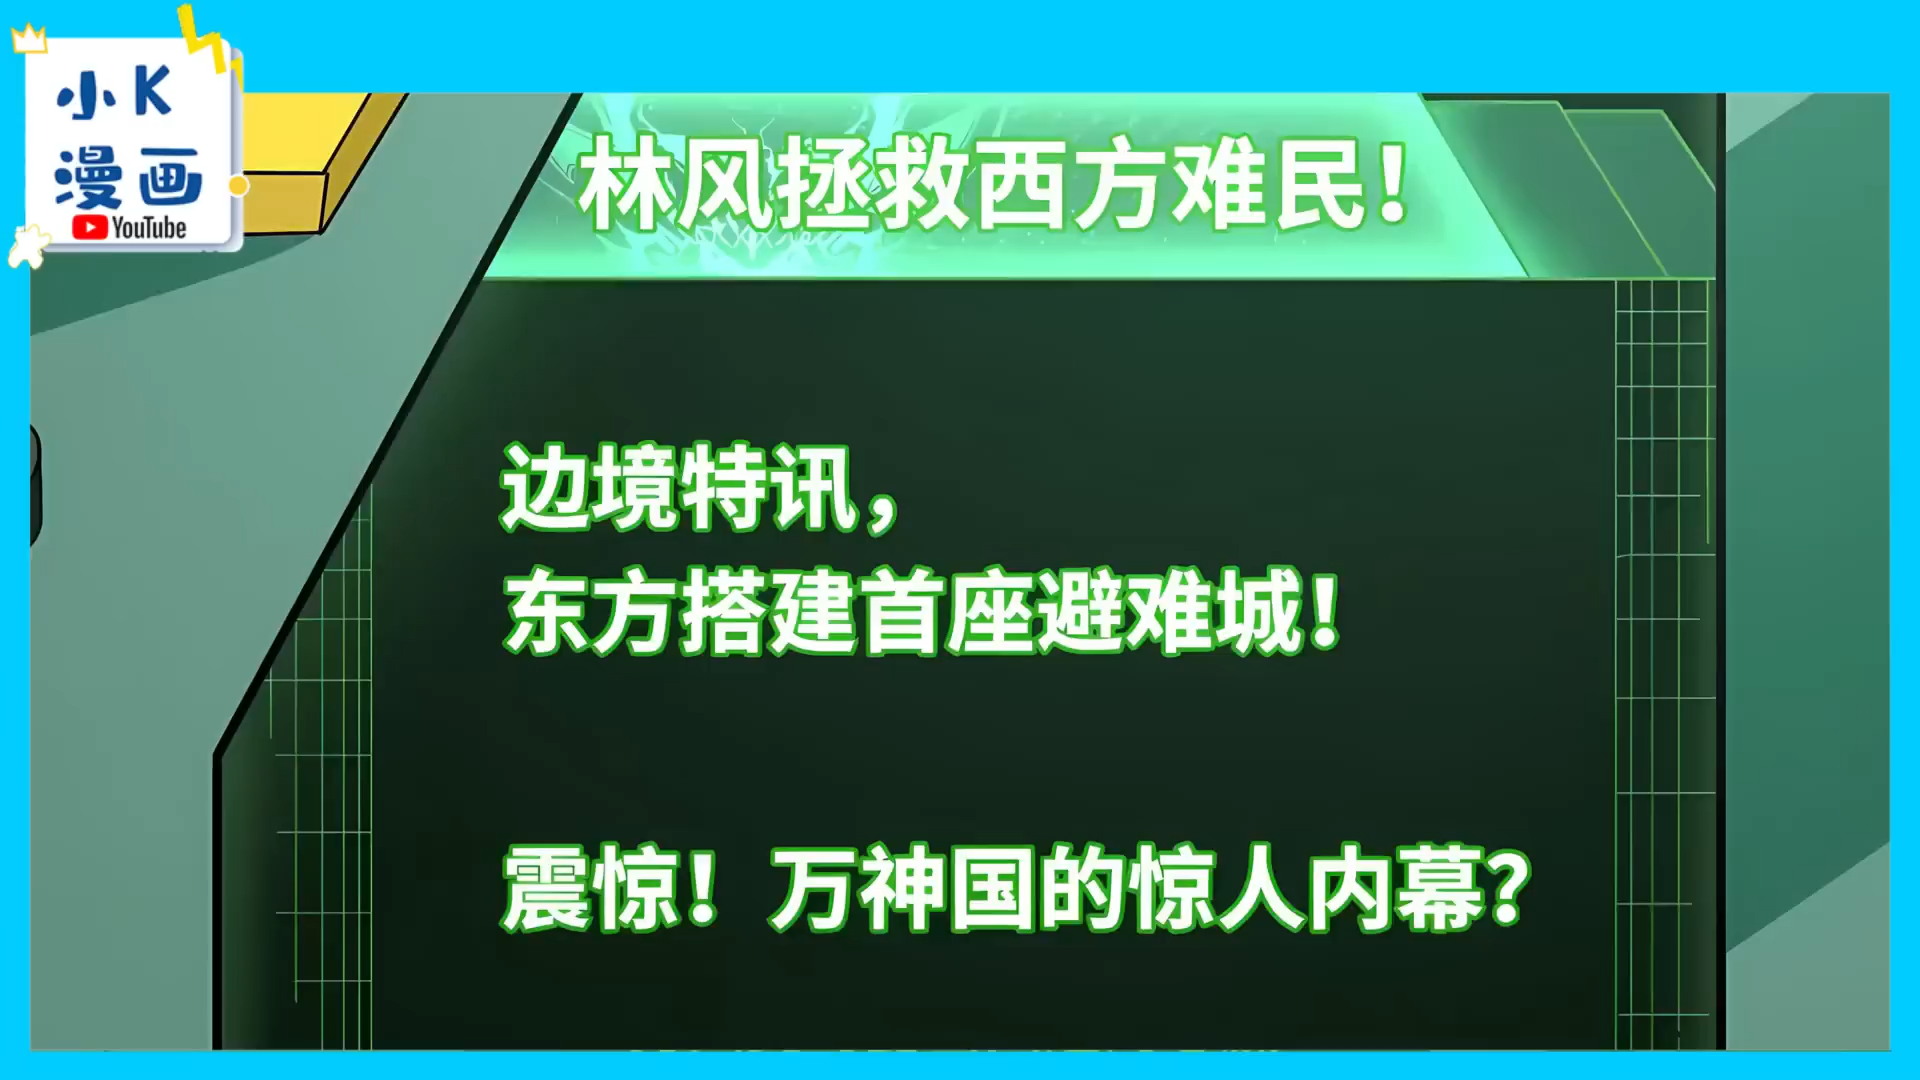 小K
漫画
YouTube
林风拯救西方难民！
边境特讯，
东方搭建首座避难城！
震惊！万神国的惊人内幕？